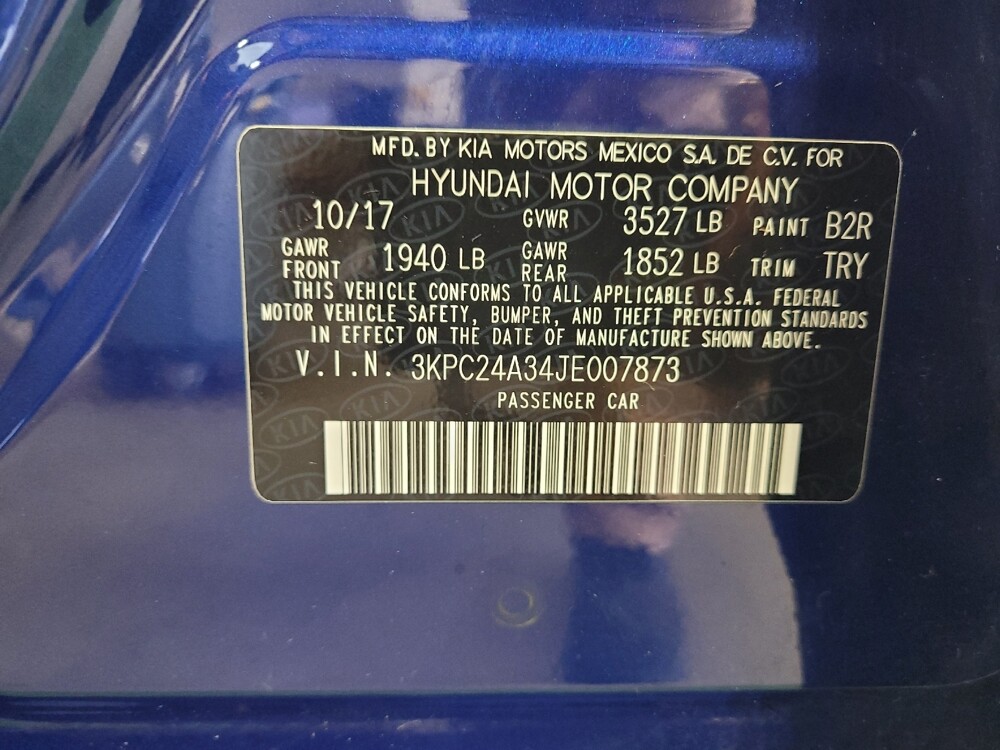 MFD. BY KIA MOTORS MEXICO S.A. DE C.V. FOR
HYUNDAI MOTOR COMPANY
10/17 GVWR 3527 LB PAINT B2R
GAWR FRONT 1940 LB GAWR REAR 1852 LB TRIM TRY
THIS VEHICLE CONFORMS TO ALL APPLICABLE U.S.A. FEDERAL
MOTOR VEHICLE SAFETY, BUMPER, AND THEFT PREVENTION STANDARDS
IN EFFECT ON THE DATE OF MANUFACTURE SHOWN ABOVE.
V.I.N. 3KPC24A34JE007873
PASSENGER CAR